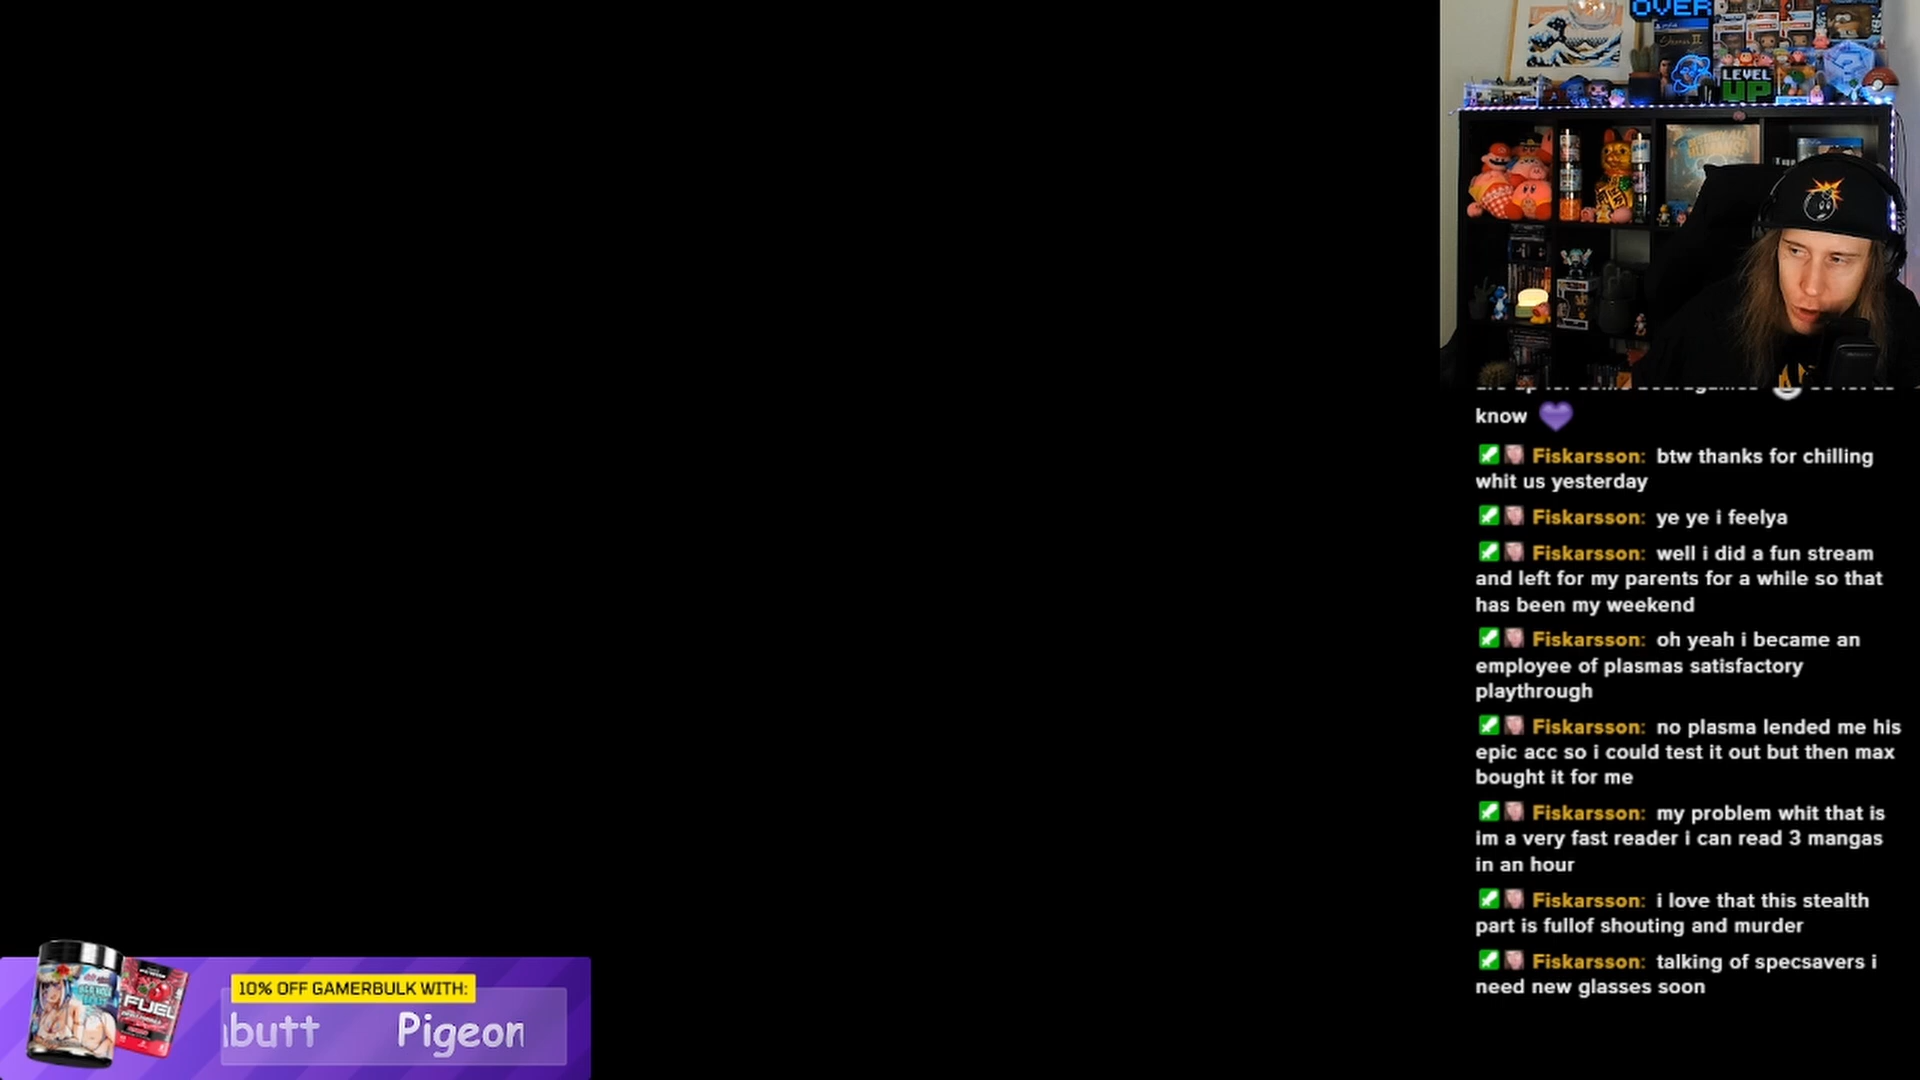 OVER
LEVEL
UP
know
Fiskarsson: btw thanks for chilling
whit us yesterday
Fiskarsson: ye ye i feelya
Fiskarsson: well i did a fun stream
and left for my parents for a while so that
has been my weekend
Fiskarsson: oh yeah i became an
employee of plasmas satisfactory
playthrough
Fiskarsson: no plasma lended me his
epic acc so i could test it out but then max
bought it for me
Fiskarsson: my problem whit that is
im a very fast reader i can read 3 mangas
in an hour
Fiskarsson: i love that this stealth
part is fullof shouting and murder
Fiskarsson: talking of specsavers i
need new glasses soon
10% OFF GAMERBULK WITH:
butt Pigeon
FUEL